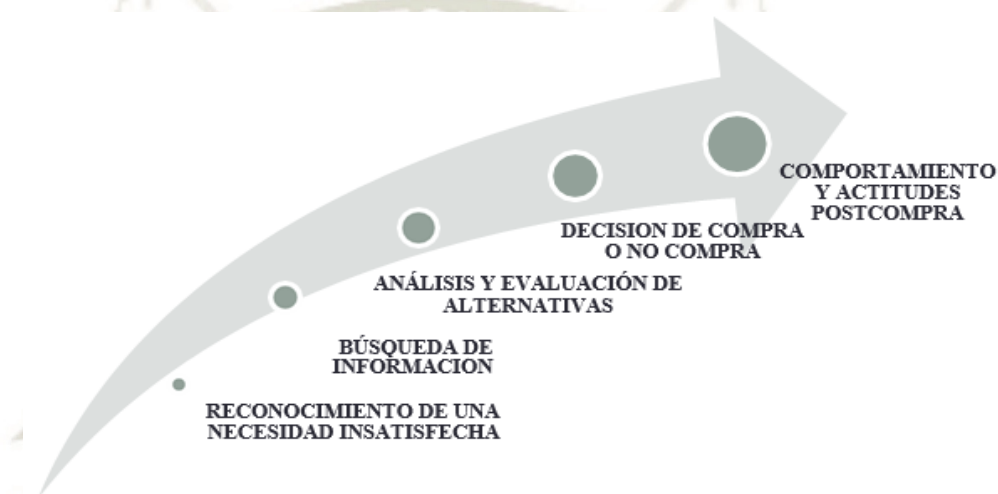 COMPORTAMIENTO
Y ACTITUDES
POSTCOMPRA
DECISION DE COMPRA
O NO COMPRA
ANÁLISIS Y EVALUACIÓN DE
ALTERNATIVAS
BÚSQUEDA DE
INFORMACION
RECONOCIMIENTO DE UNA
NECESIDAD INSATISFECHA